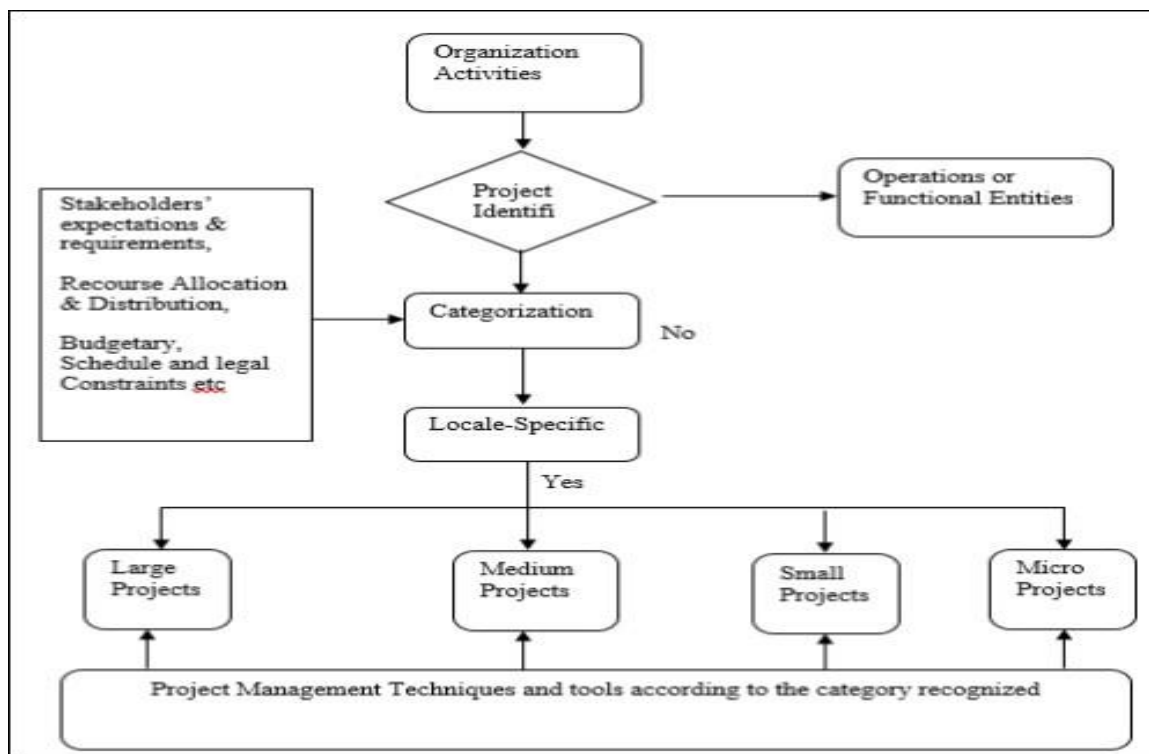 Organization
Activities
Project
Identifi
Operations or
Functional Entities
Stakeholders’
expectations &
requirements,
Recourse Allocation
& Distribution,
Budgetary,
Schedule and legal
Constraints etc
Categorization
No
Locale-Specific
Yes
Large
Projects
Medium
Projects
Small
Projects
Micro
Projects
Project Management Techniques and tools according to the category recognized